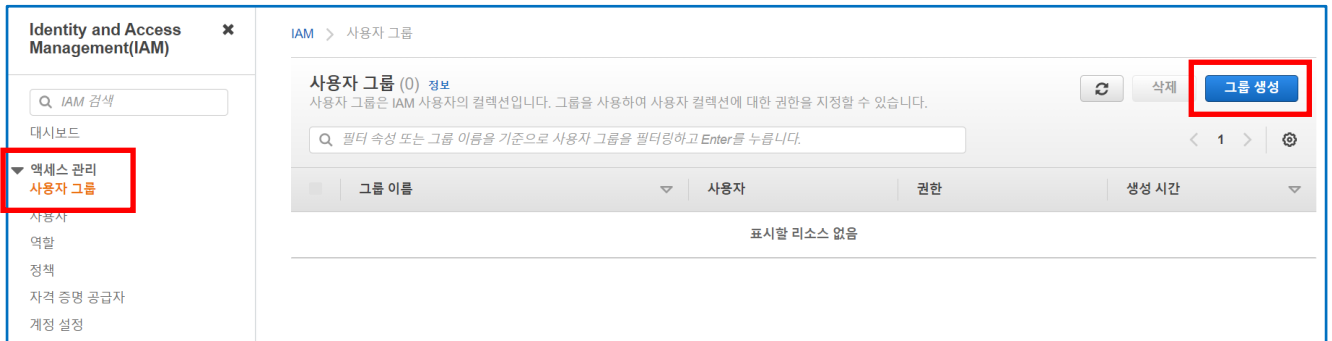 Identity and Access
Management(IAM)
IAM 검색
대시보드
액세스 관리
사용자 그룹
사용자
역할
정책
자격 증명 공급자
계정 설정
IAM > 사용자 그룹
사용자 그룹 (0) 정보
사용자 그룹은 IAM 사용자의 컬렉션입니다. 그룹을 사용하여 사용자 컬렉션에 대한 권한을 지정할 수 있습니다.
삭제
그룹 생성
필터 속성 또는 그룹 이름을 기준으로 사용자 그룹을 필터링하고 Enter를 누릅니다.
< 1 >
그룹 이름 사용자 권한 생성 시간
표시할 리소스 없음